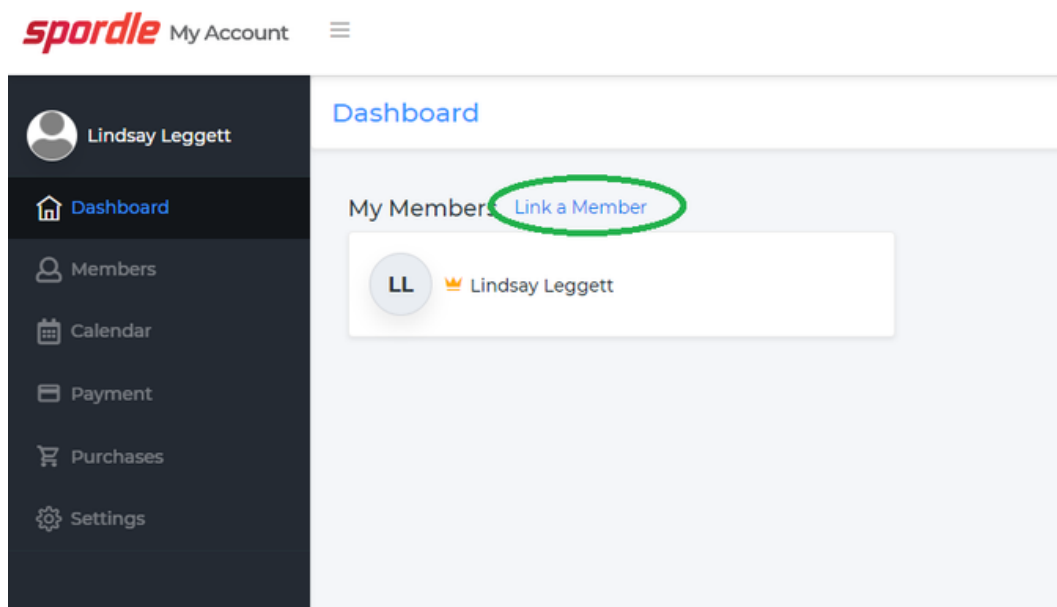 spordle My Account
Lindsay Leggett
Dashboard
Members
Calendar
Payment
Purchases
Settings
Dashboard
My Members Link a Member
LL Lindsay Leggett